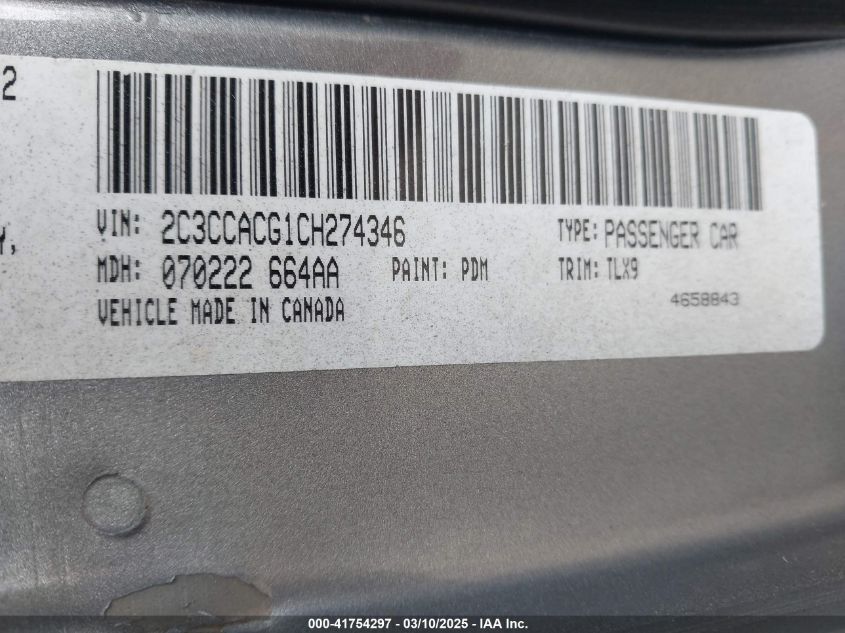 2
Y,
VIN: 2C3CCACG1CH274346 TYPE: PASSENGER CAR
MDH: 070222 664AA PAINT: PDM TRIM: TLX9
VEHICLE MADE IN CANADA 4658843
000-41754297 - 03/10/2025 - IAA Inc.